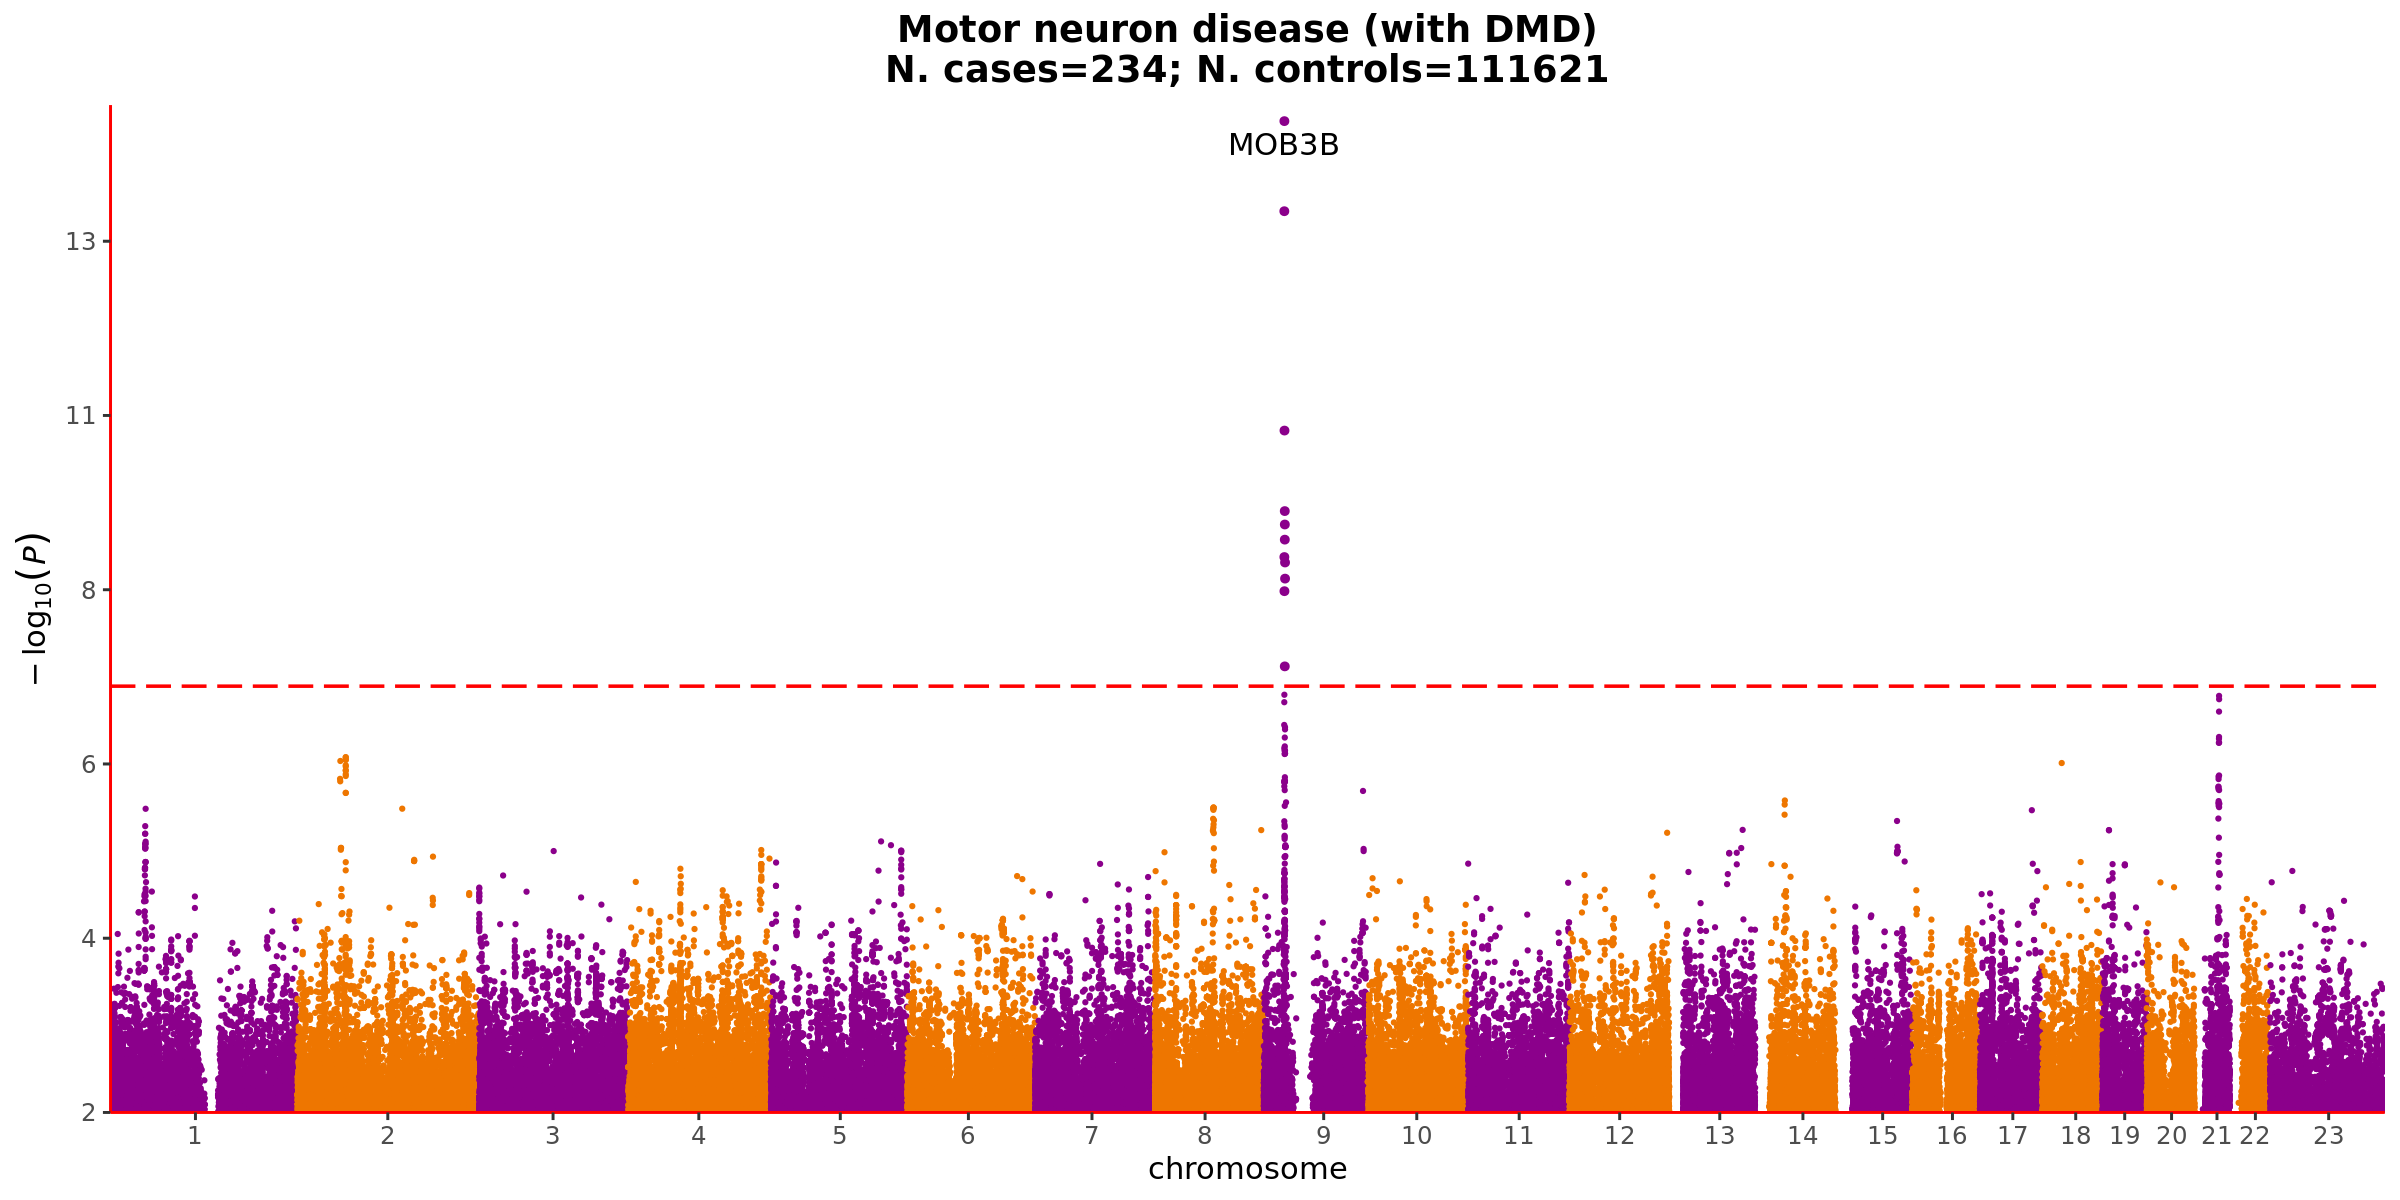 Motor neuron disease (with DMD)
N. cases=234; N. controls=111621
MOB3B
13
11
8
6
4
2
−log10(P)
1 2 3 4 5 6 7 8 9 10 11 12 13 14 15 16 17 18 19 20 21 22 23
chromosome